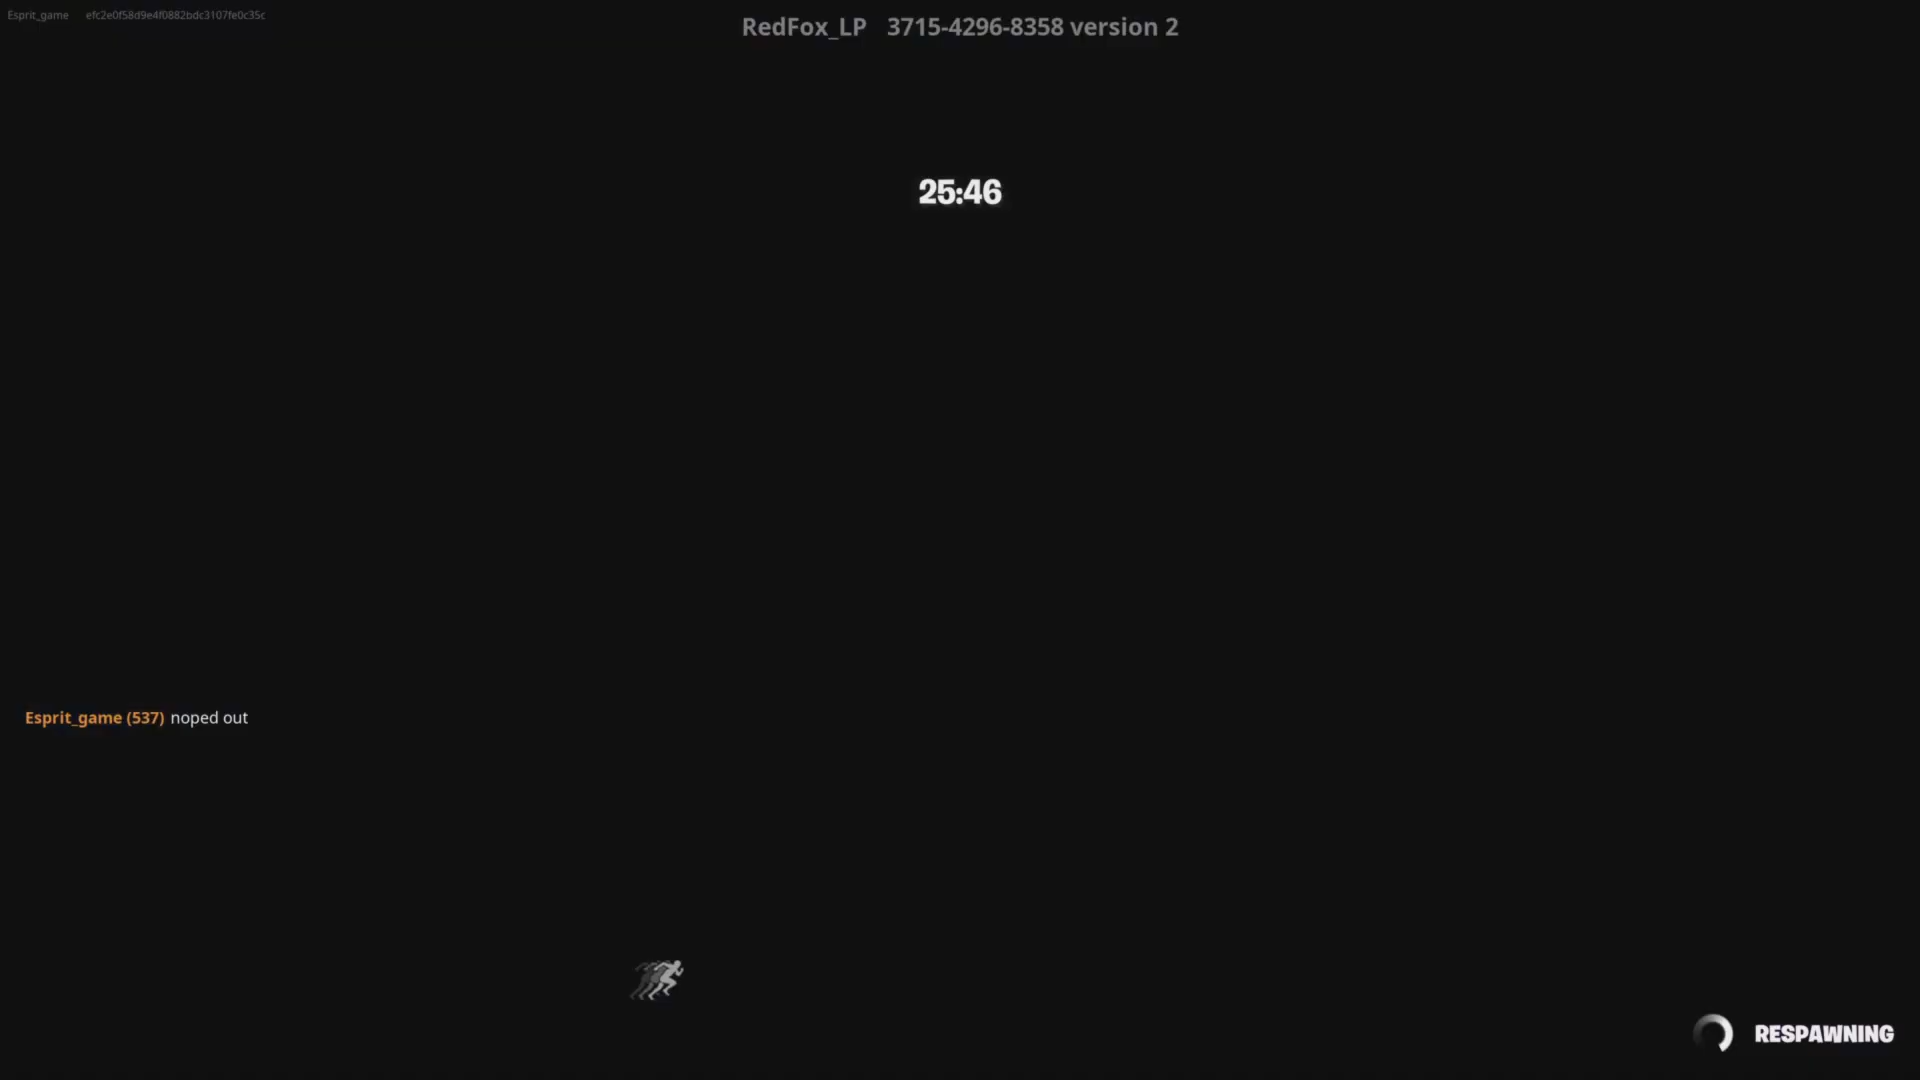 Esprit_game efc2e0f58d9e4f0882bdc3107fe0c35c
RedFox_LP 3715-4296-8358 version 2
25:46
Esprit_game (537) noped out
RESPAWNING